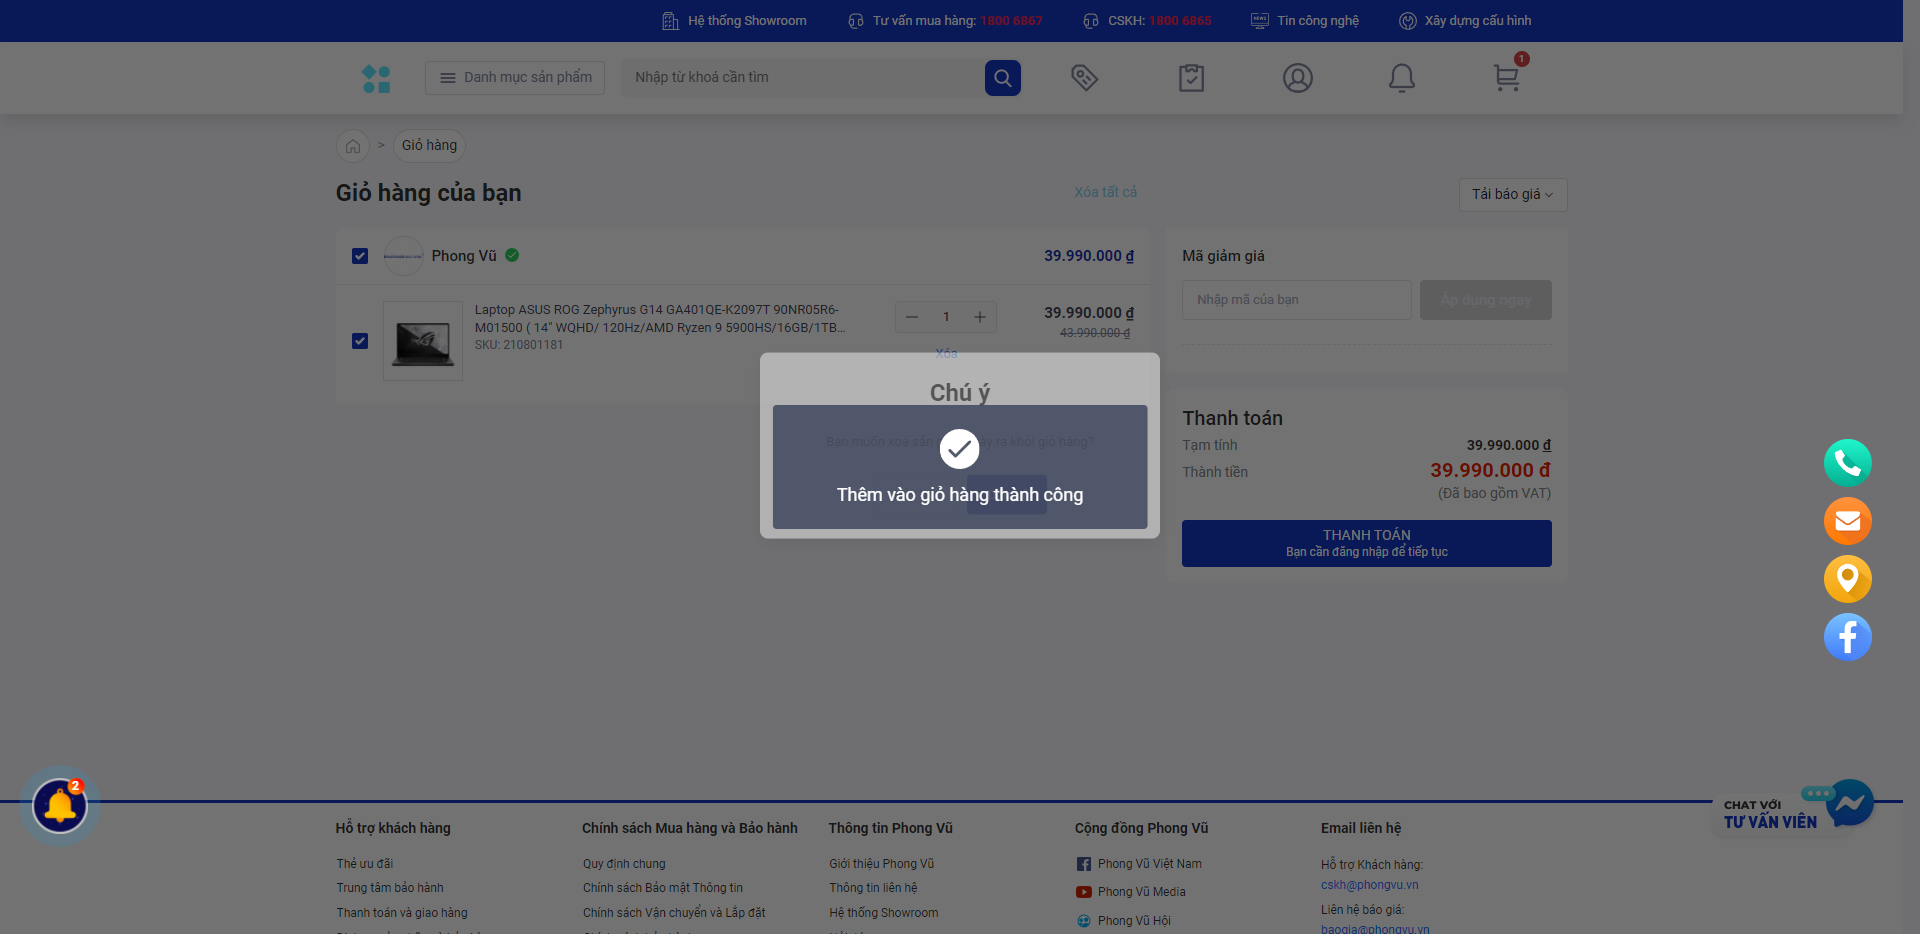 Hệ thống Showroom
Tư vấn mua hàng: 1800 6867
CSKH: 1800 6865
NEWS Tin công nghệ
Xây dựng cấu hình
Danh mục sản phẩm
Nhập từ khoá cần tìm
1
> Giỏ hàng
Giỏ hàng của bạn
Xóa tất cả
Tải báo giá
Phong Vũ
39.990.000 ₫
Laptop ASUS ROG Zephyrus G14 GA401QE-K2097T 90NR05R6-
M01500 ( 14" WQHD/ 120Hz/AMD Ryzen 9 5900HS/16GB/1TB...
SKU: 210801181
1
Xóa
39.990.000 ₫
43.990.000 ₫
Mã giảm giá
Nhập mã của bạn
Áp dụng ngay
Chú ý
Bạn muốn xoá sản ra khỏi giỏ hàng?
Thêm vào giỏ hàng thành công
Thanh toán
Tạm tính 39.990.000 ₫
Thành tiền 39.990.000 ₫
(Đã bao gồm VAT)
THANH TOÁN
Bạn cần đăng nhập để tiếp tục
2
CHAT VỚI
TƯ VẤN VIÊN
Hỗ trợ khách hàng
Thẻ ưu đãi
Trung tâm bảo hành
Thanh toán và giao hàng
Chính sách Mua hàng và Bảo hành
Quy định chung
Chính sách Bảo mật Thông tin
Chính sách Vận chuyển và Lắp đặt
Thông tin Phong Vũ
Giới thiệu Phong Vũ
Thông tin liên hệ
Hệ thống Showroom
Cộng đồng Phong Vũ
Phong Vũ Việt Nam
Phong Vũ Media
Phong Vũ Hội
Email liên hệ
Hỗ trợ Khách hàng:
cskh@phongvu.vn
Liên hệ báo giá:
baogia@phongvu.vn